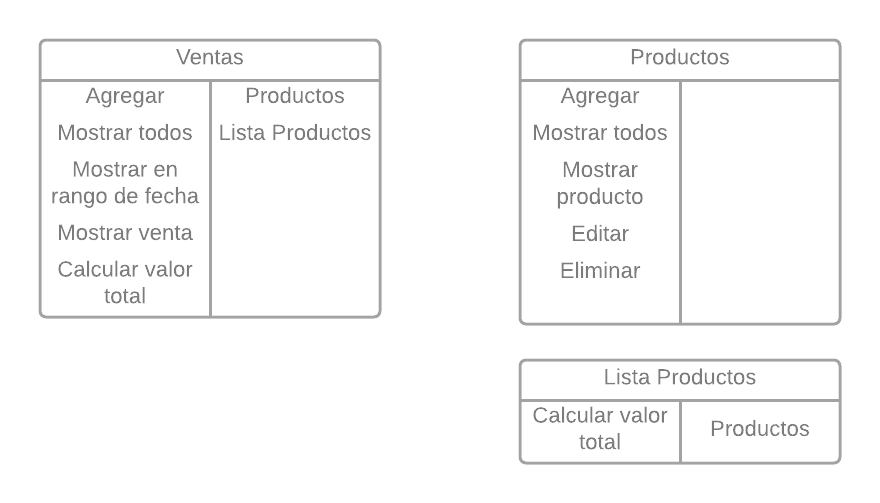 Ventas
Agregar
Mostrar todos
Mostrar en
rango de fecha
Mostrar venta
Calcular valor
total
Productos
Lista Productos
Productos
Agregar
Mostrar todos
Mostrar
producto
Editar
Eliminar
Lista Productos
Calcular valor
total
Productos